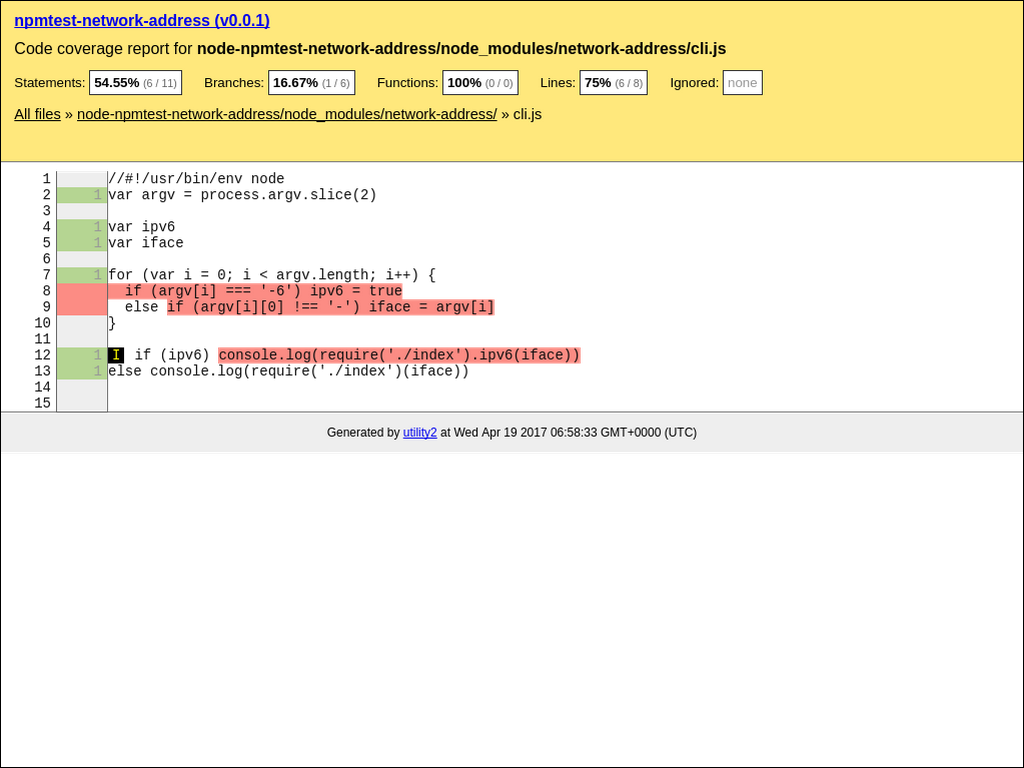 npmtest-network-address (v0.0.1)
Code coverage report for node-npmtest-network-address/node_modules/network-address/cli.js
Statements: 54.55% (6 / 11) Branches: 16.67% (1 / 6) Functions: 100% (0 / 0) Lines: 75% (6 / 8) Ignored: none
All files » node-npmtest-network-address/node_modules/network-address/ » cli.js
1 //#!/usr/bin/env node
2 1 var argv = process.argv.slice(2)
3
4 1 var ipv6
5 1 var iface
6
7 1 for (var i = 0; i < argv.length; i++) {
8   if (argv[i] === '-6') ipv6 = true
9   else if (argv[i][0] !== '-') iface = argv[i]
10 }
11
12 1 I if (ipv6) console.log(require('./index').ipv6(iface))
13 1 else console.log(require('./index')(iface))
14
15
Generated by utility2 at Wed Apr 19 2017 06:58:33 GMT+0000 (UTC)